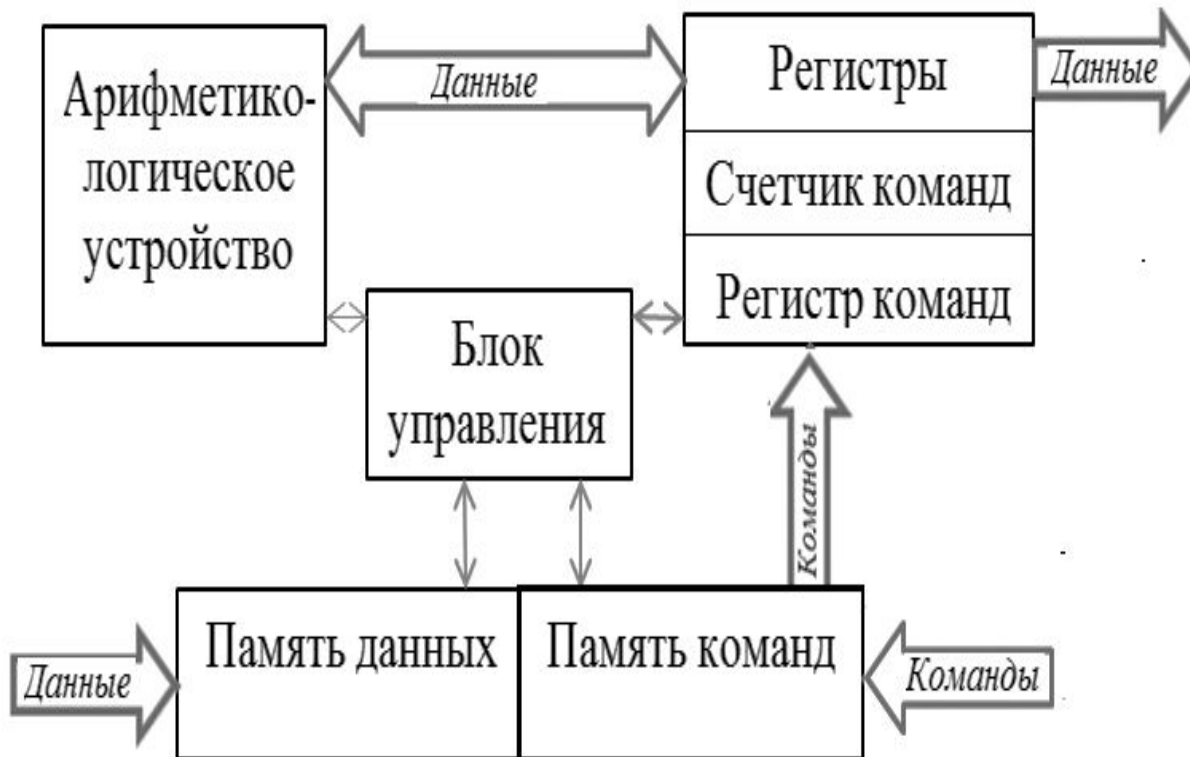 Арифметико-
логическое
устройство
Данные
Регистры
Данные
Счетчик команд
Регистр команд
Блок
управления
Команды
Память данных
Память команд
Данные
Команды